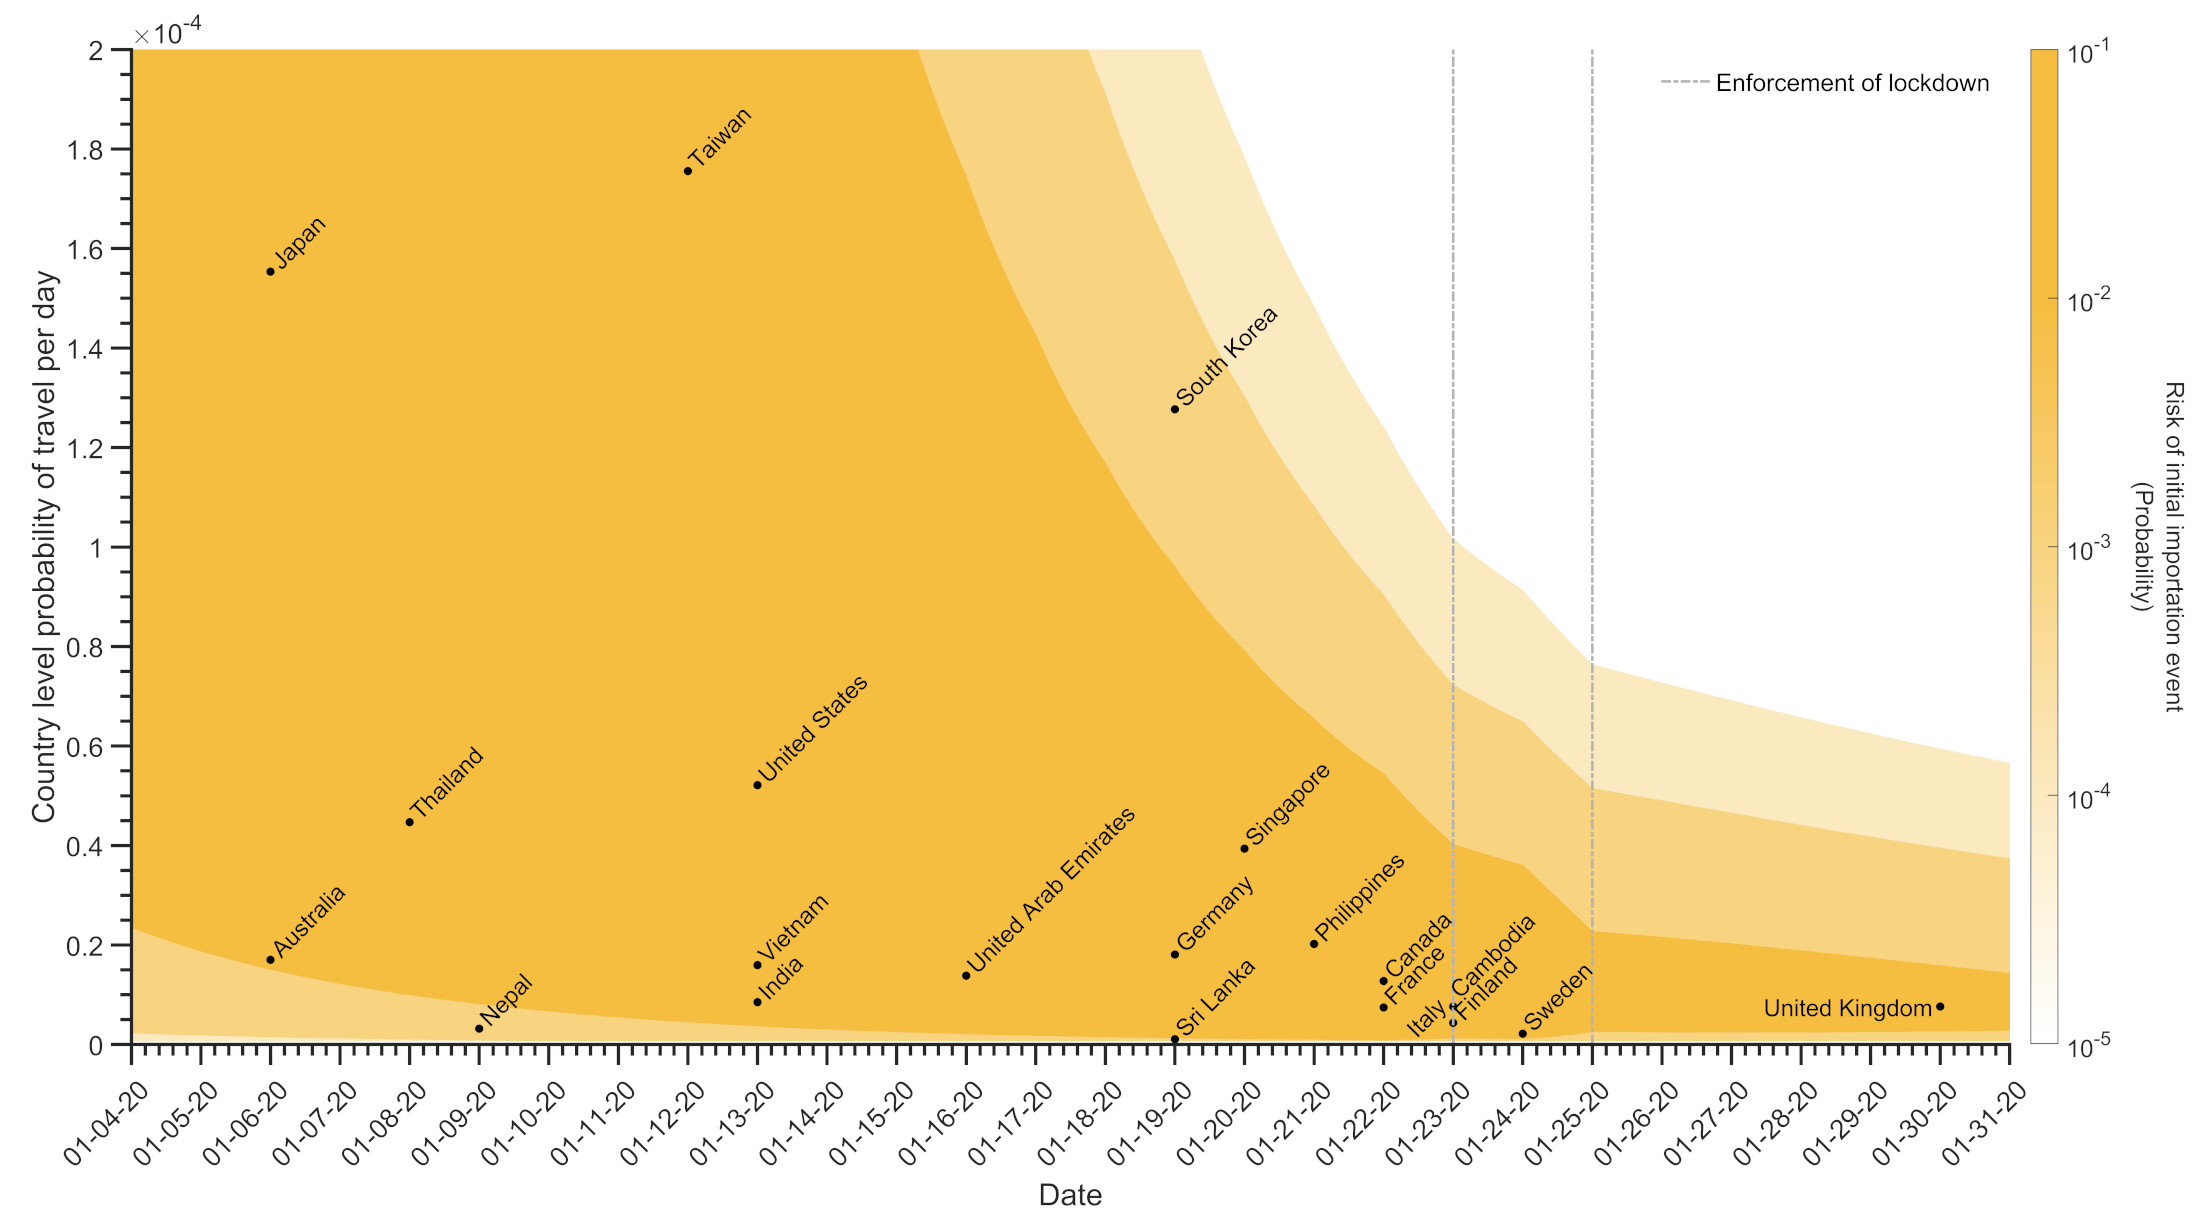 ×10-4
2
1.8
1.6
1.4
1.2
1
0.8
0.6
0.4
0.2
0
Country level probability of travel per day
Enforcement of lockdown
Taiwan
Japan
South Korea
United States
Thailand
Singapore
United Arab Emirates
Philippines
Germany
Australia
Vietnam
India
Canada
France
Cambodia
Finland
Italy
Sweden
Nepal
Sri Lanka
United Kingdom
01-04-20
01-05-20
01-06-20
01-07-20
01-08-20
01-09-20
01-10-20
01-11-20
01-12-20
01-13-20
01-14-20
01-15-20
01-16-20
01-17-20
01-18-20
01-19-20
01-20-20
01-21-20
01-22-20
01-23-20
01-24-20
01-25-20
01-26-20
01-27-20
01-28-20
01-29-20
01-30-20
01-31-20
Date
10-1
10-2
10-3
10-4
10-5
Risk of initial importation event
(Probability)